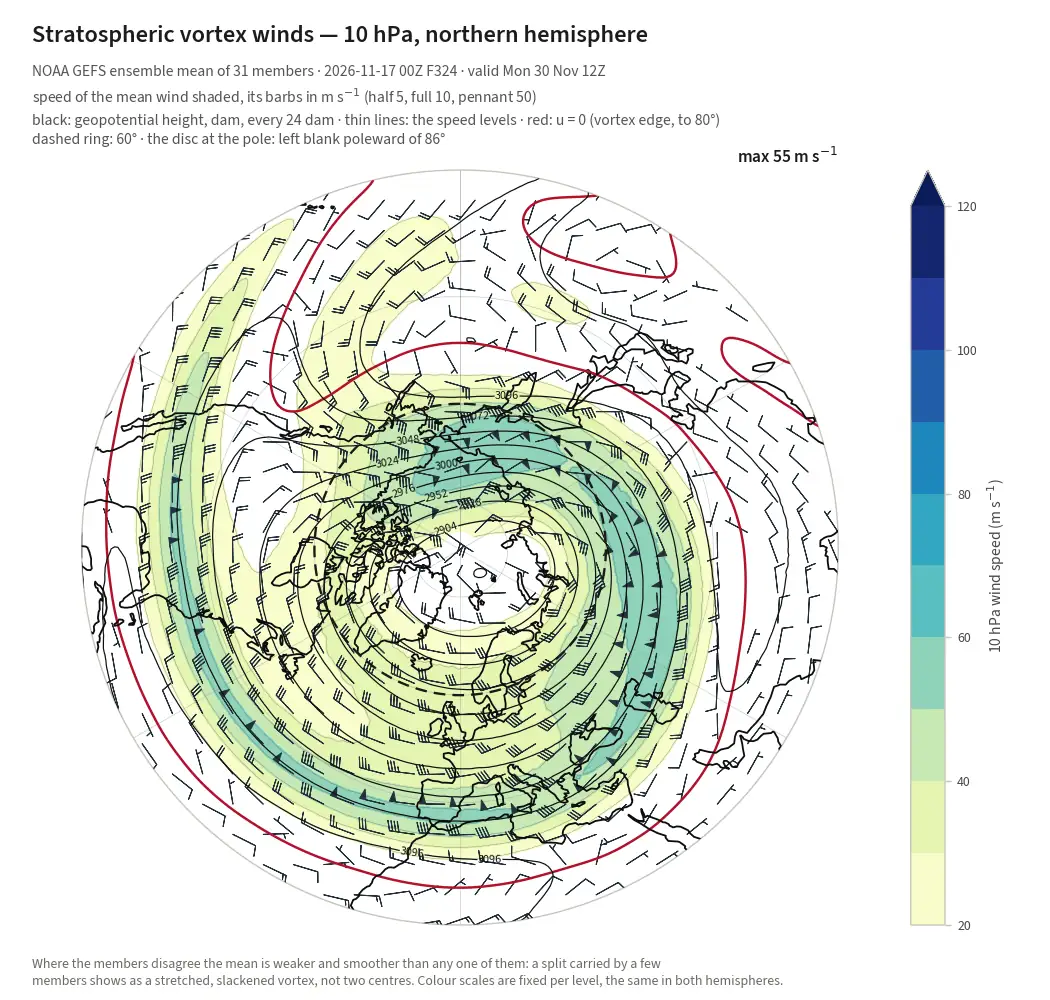 Stratospheric vortex winds — 10 hPa, northern hemisphere
NOAA GEFS ensemble mean of 31 members · 2026-11-17 00Z F324 · valid Mon 30 Nov 12Z
speed of the mean wind shaded, its barbs in m s⁻¹ (half 5, full 10, pennant 50)
black: geopotential height, dam, every 24 dam · thin lines: the speed levels · red: u = 0 (vortex edge, to 80°)
dashed ring: 60° · the disc at the pole: left blank poleward of 86°
max 55 m s⁻¹
120
100
80
60
40
20
10 hPa wind speed (m s⁻¹)
3096
3048
3024
3000
2976
2952
2904
3096
3096
Where the members disagree the mean is weaker and smoother than any one of them: a split carried by a few
members shows as a stretched, slackened vortex, not two centres. Colour scales are fixed per level, the same in both hemispheres.